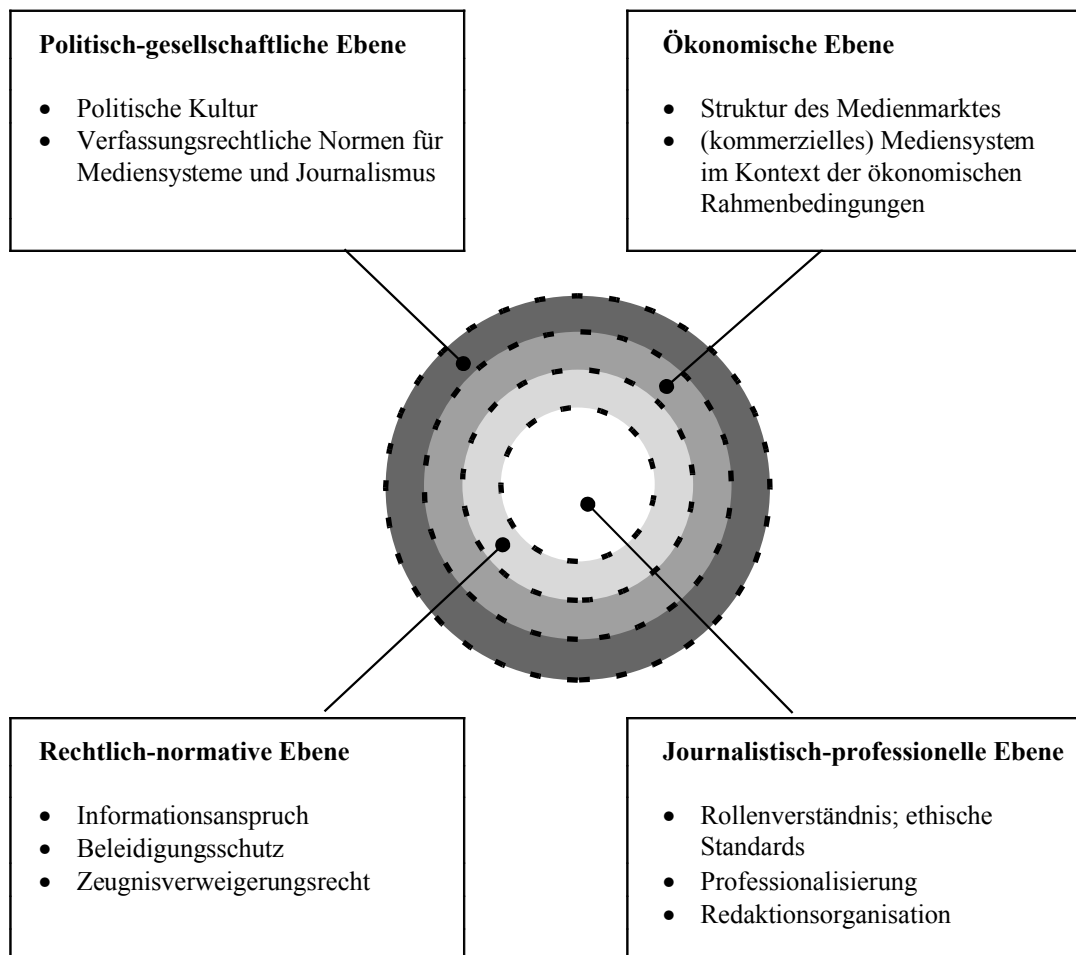 Politisch-gesellschaftliche Ebene
• Politische Kultur
• Verfassungsrechtliche Normen für
Mediensysteme und Journalismus
Ökonomische Ebene
• Struktur des Medienmarktes
• (kommerzielles) Mediensystem
im Kontext der ökonomischen
Rahmenbedingungen
Rechtlich-normative Ebene
• Informationsanspruch
• Beleidigungsschutz
• Zeugnisverweigerungsrecht
Journalistisch-professionelle Ebene
• Rollenverständnis; ethische
Standards
• Professionalisierung
• Redaktionsorganisation